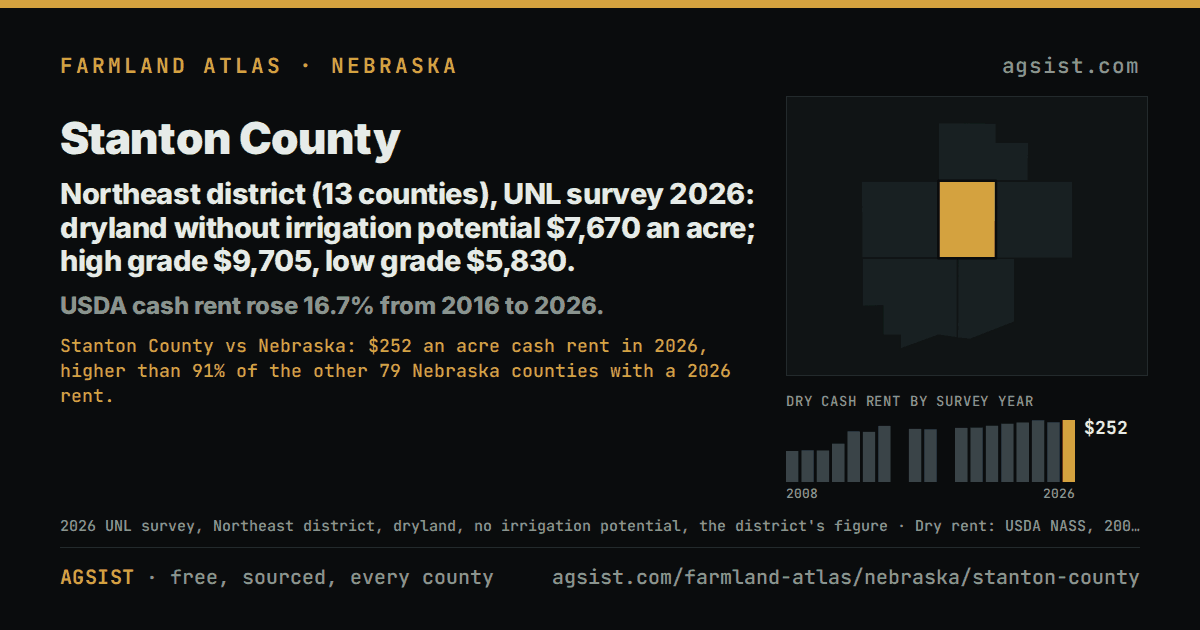 FARMLAND ATLAS · NEBRASKA
agsist.com
Stanton County
Northeast district (13 counties), UNL survey 2026:
dryland without irrigation potential $7,670 an acre;
high grade $9,705, low grade $5,830.
USDA cash rent rose 16.7% from 2016 to 2026.
Stanton County vs Nebraska: $252 an acre cash rent in 2026,
higher than 91% of the other 79 Nebraska counties with a 2026
rent.
DRY CASH RENT BY SURVEY YEAR
$252
2008
2026
2026 UNL survey, Northeast district, dryland, no irrigation potential, the district's figure · Dry rent: USDA NASS, 200…
AGSIST · free, sourced, every county
agsist.com/farmland-atlas/nebraska/stanton-county